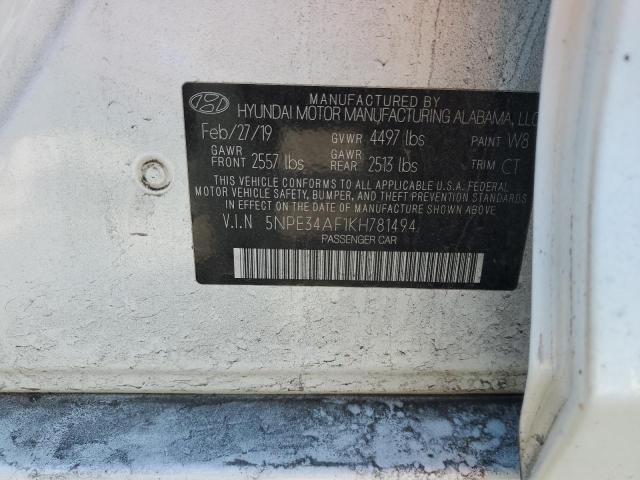 MANUFACTURED BY
HYUNDAI MOTOR MANUFACTURING ALABAMA, LLC
Feb/27/19 GVWR 4497 lbs PAINT W8
GAWR FRONT 2557 lbs GAWR REAR 2513 lbs TRIM CT
THIS VEHICLE CONFORMS TO ALL APPLICABLE U.S.A. FEDERAL
MOTOR VEHICLE SAFETY, BUMPER, AND THEFT PREVENTION STANDARDS
IN EFFECT ON THE DATE OF MANUFACTURE SHOWN ABOVE.
V.I.N 5NPE34AF1KH781494
PASSENGER CAR